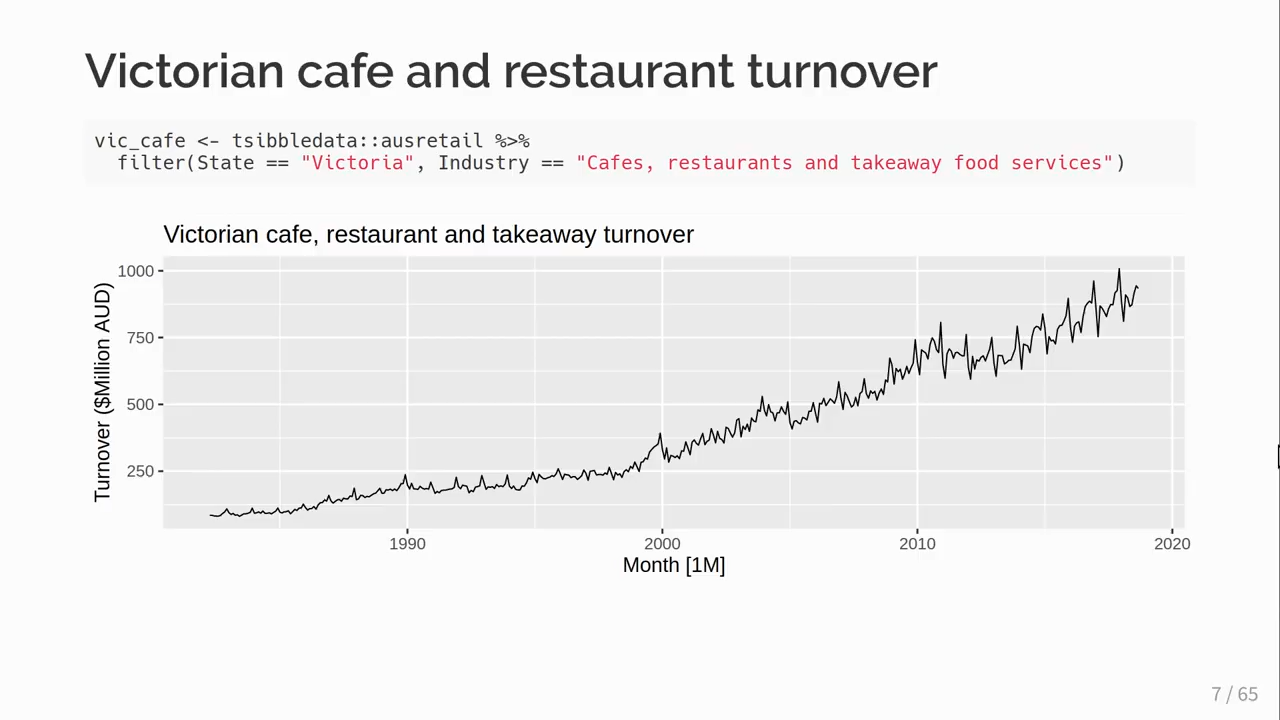 Victorian cafe and restaurant turnover
vic_cafe <- tsibbledata::ausretail %>%
  filter(State == "Victoria", Industry == "Cafes, restaurants and takeaway food services")
Victorian cafe, restaurant and takeaway turnover
Turnover ($Million AUD)
1000
750
500
250
1990 2000 2010 2020
Month [1M]
7 / 65